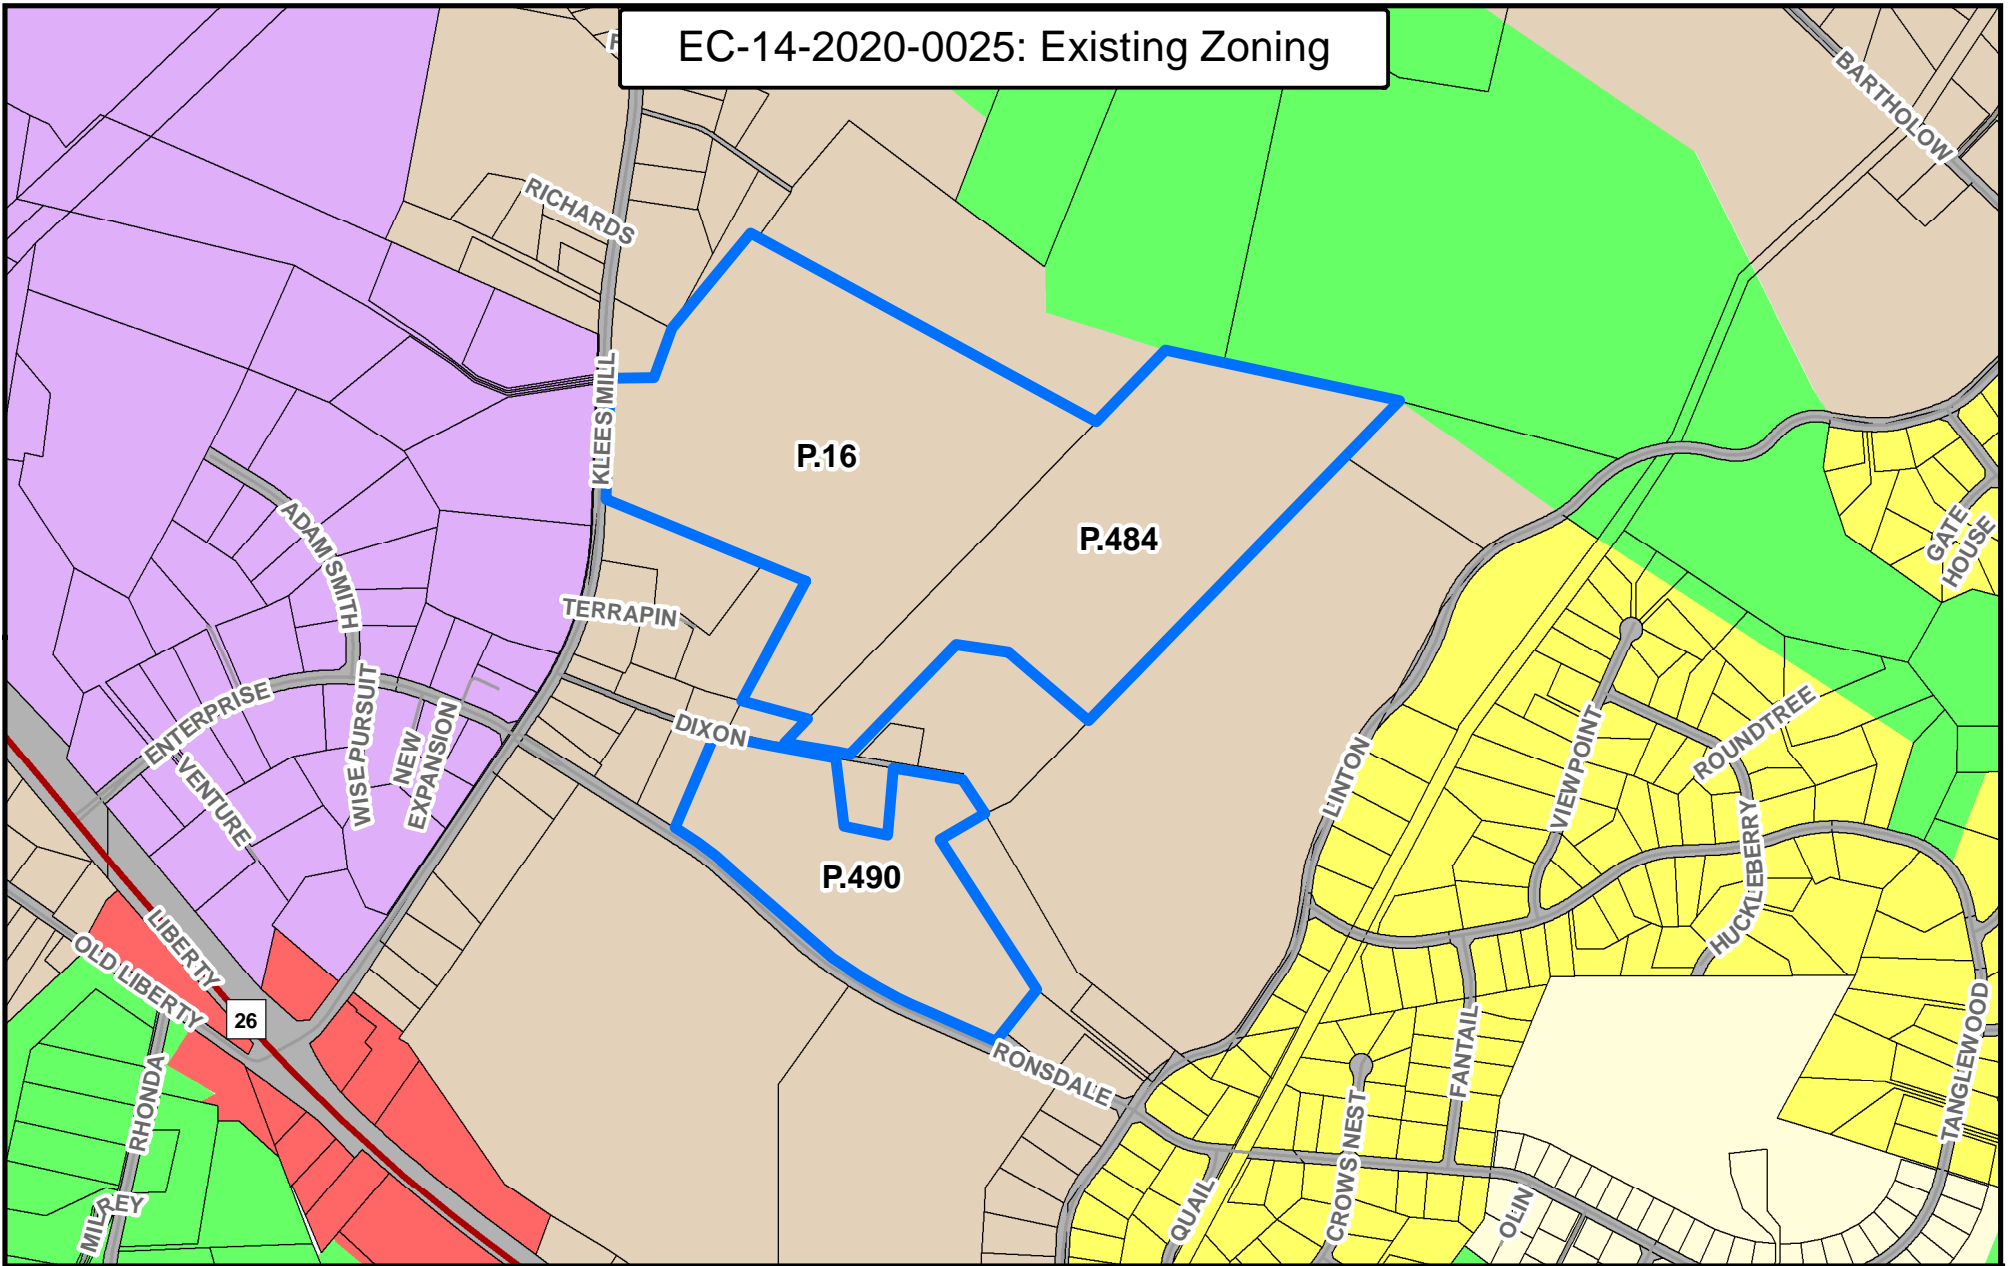 EC-14-2020-0025: Existing Zoning
BARTHOLOW
RICHARDS
KLEES MILL
P.16
P.484
ADAM SMITH
GATE
HOUSE
TERRAPIN
ENTERPRISE
WISE PURSUIT
NEW
EXPANSION
VENTURE
DIXON
LINTON
VIEWPOINT
ROUNDTREE
HUCKLEBERRY
P.490
LIBERTY
OLD LIBERTY
26
RHONDA
RONSDALE
FANTAIL
TANGLEWOOD
CROWS NEST
QUAIL
OLIN
MILREY